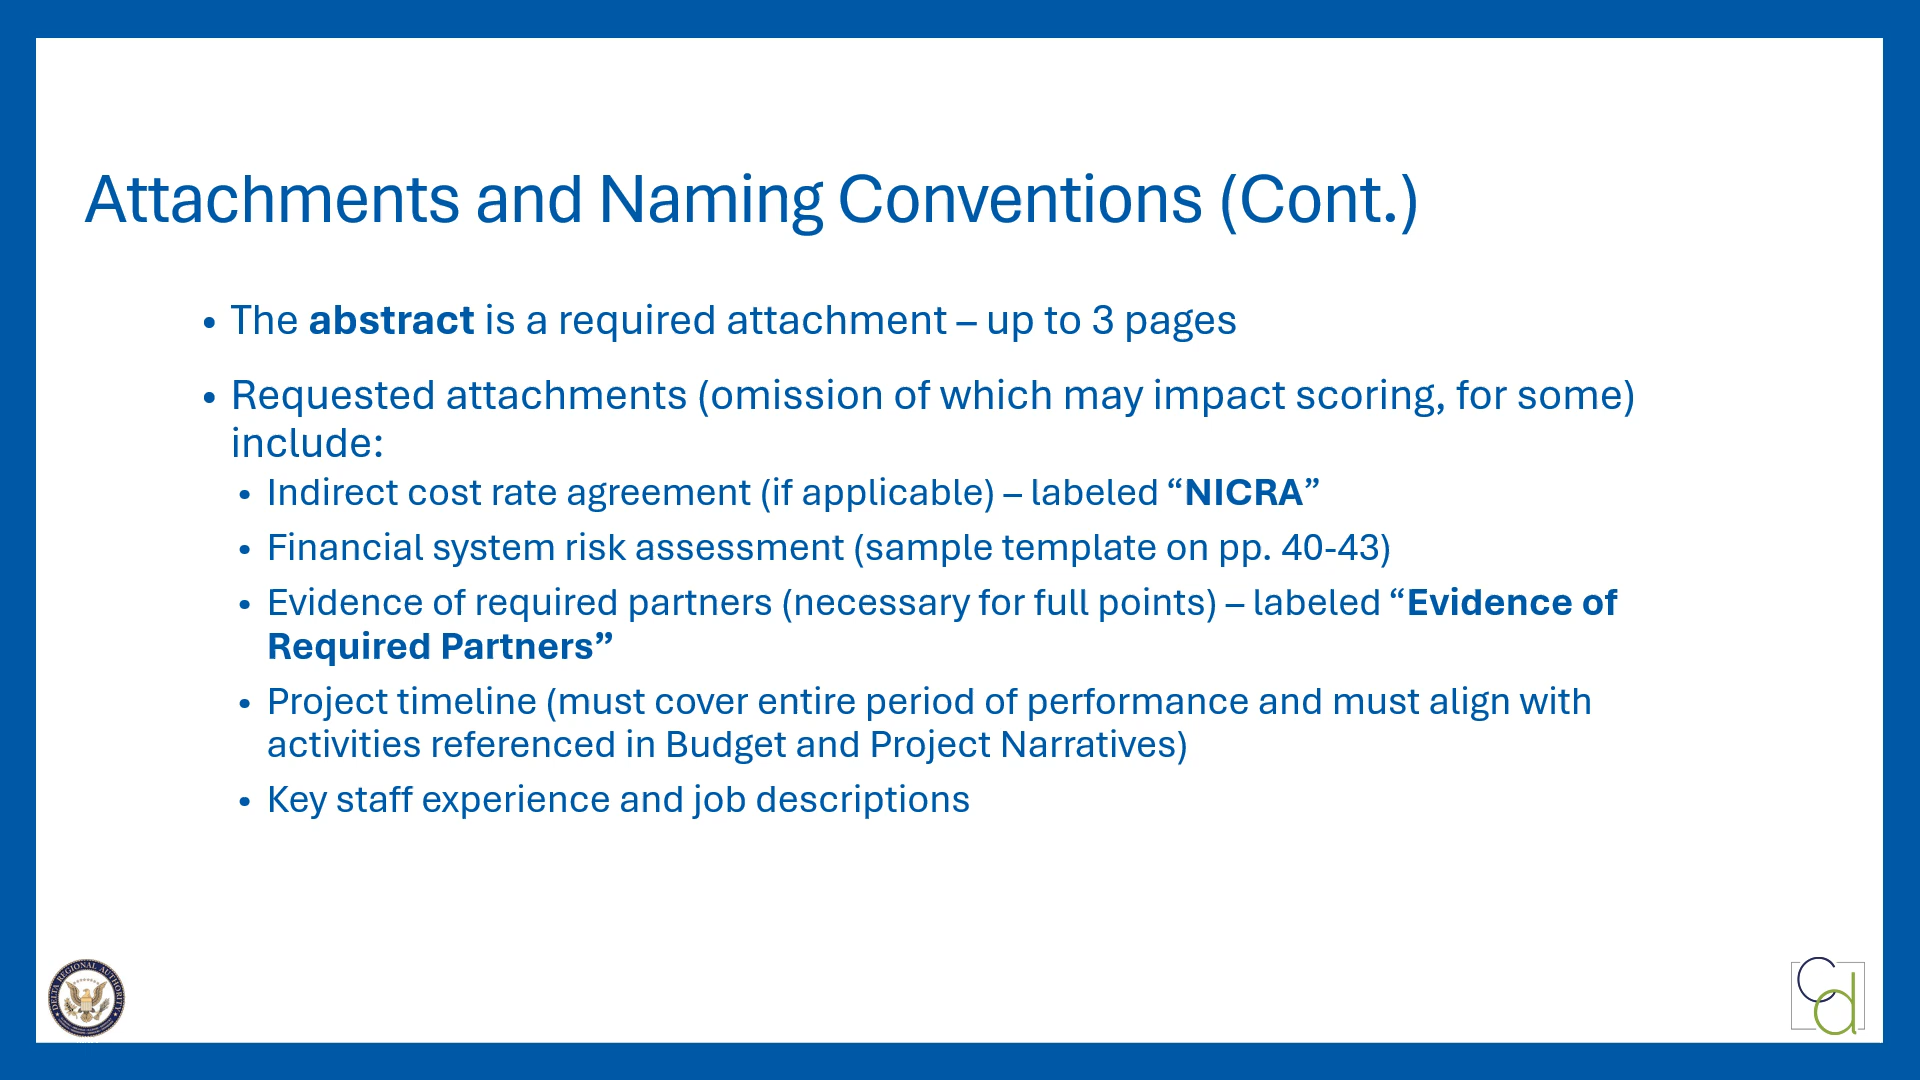 Attachments and Naming Conventions (Cont.)
• The abstract is a required attachment – up to 3 pages
• Requested attachments (omission of which may impact scoring, for some)
include:
• Indirect cost rate agreement (if applicable) – labeled “NICRA”
• Financial system risk assessment (sample template on pp. 40-43)
• Evidence of required partners (necessary for full points) – labeled “Evidence of
Required Partners”
• Project timeline (must cover entire period of performance and must align with
activities referenced in Budget and Project Narratives)
• Key staff experience and job descriptions
DELTA REGIONAL AUTHORITY
cd